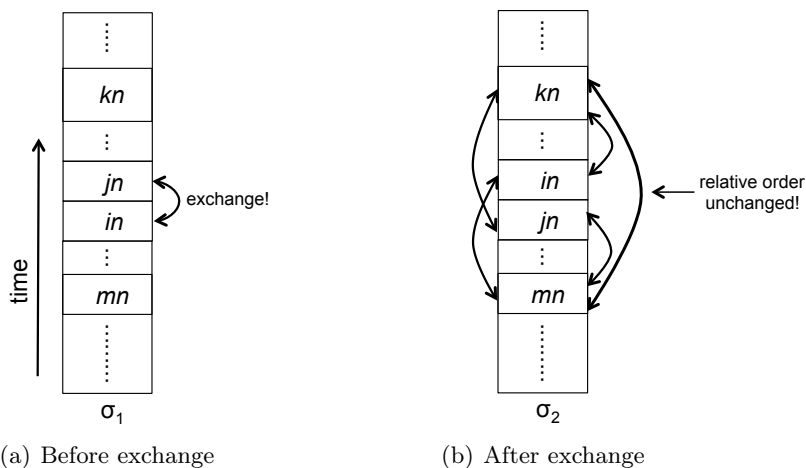 kn
jn
in
mn
exchange!
time
σ1
(a) Before exchange
kn
in
jn
mn
relative order
unchanged!
σ2
(b) After exchange